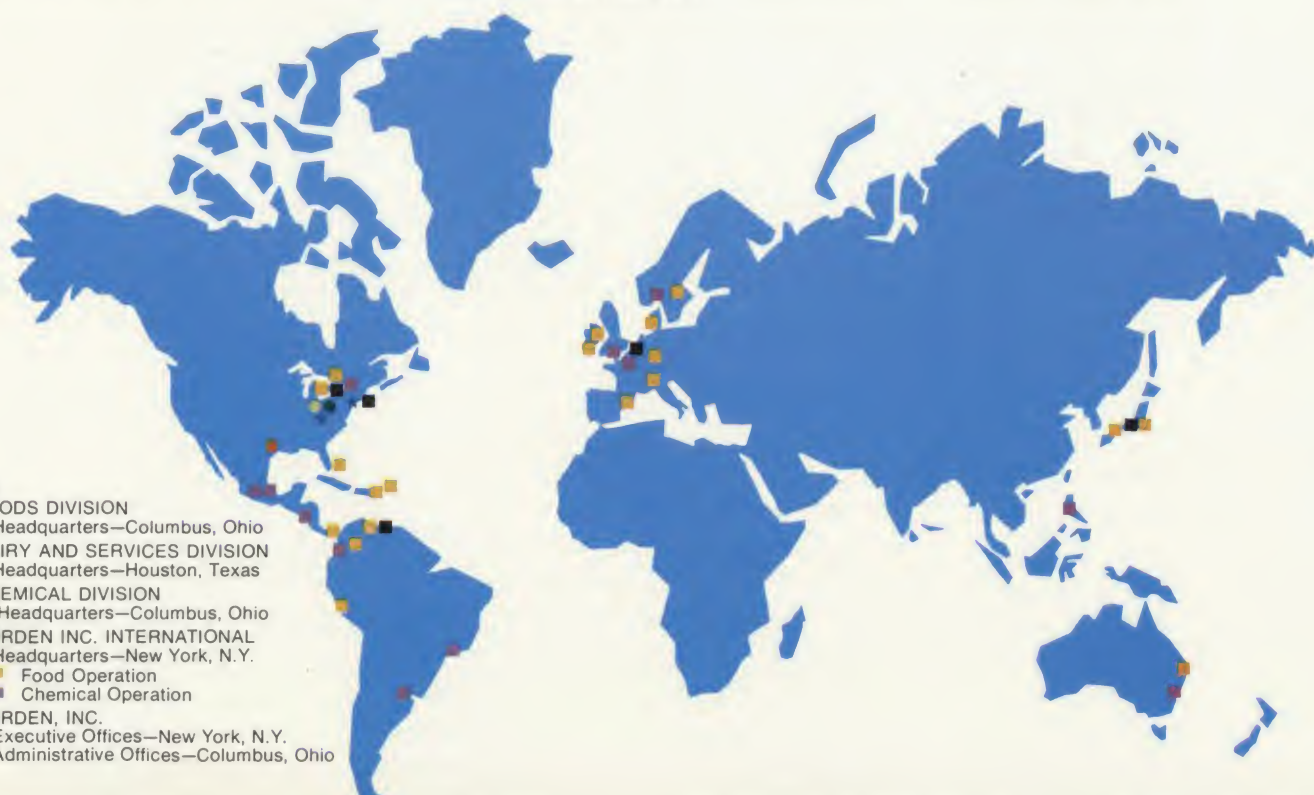 ODS DIVISION
Headquarters—Columbus, Ohio
IRY AND SERVICES DIVISION
Headquarters—Houston, Texas
EMICAL DIVISION
Headquarters—Columbus, Ohio
RDEN INC. INTERNATIONAL
Headquarters—New York, N.Y.
Food Operation
Chemical Operation
RDEN, INC.
Executive Offices—New York, N.Y.
Administrative Offices—Columbus, Ohio